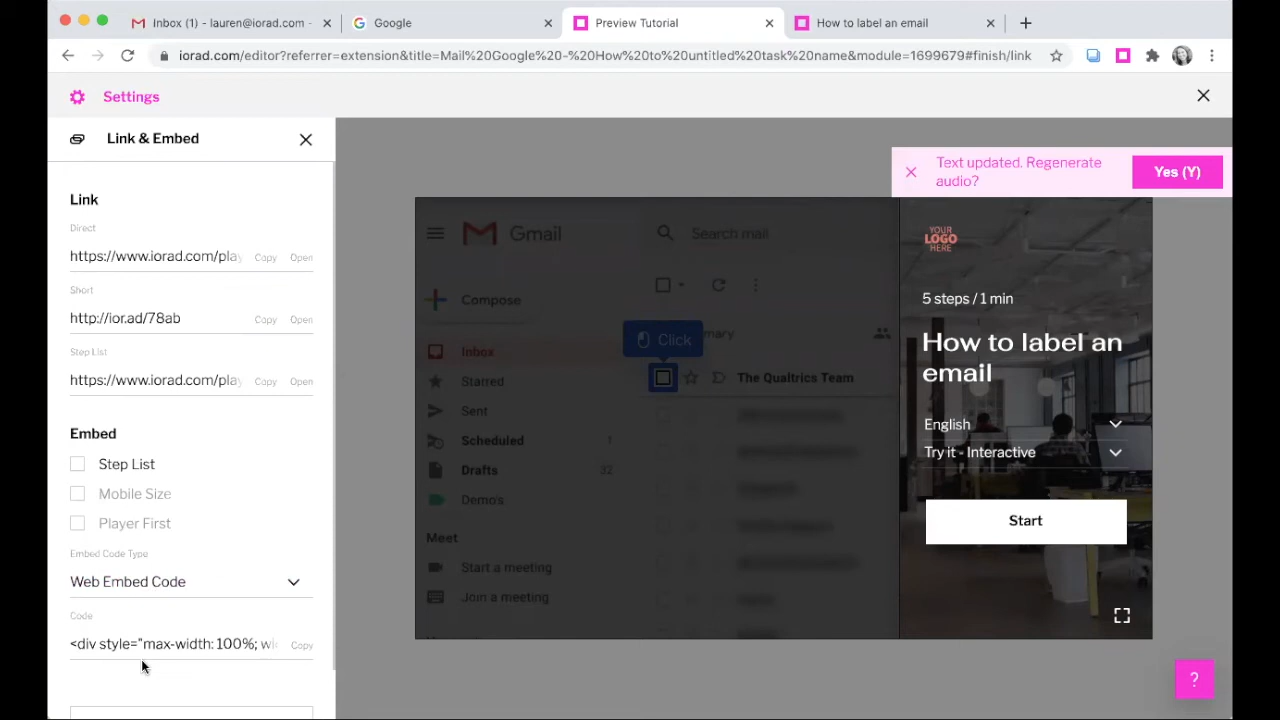 Inbox (1) - lauren@iorad.com -
Google
Preview Tutorial
How to label an email
iorad.com/editor?referrer=extension&title=Mail%20Google%20-%20How%20to%20untitled%20task%20name&module=1699679#finish/link
Settings
Link & Embed
Link
Direct
https://www.iorad.com/play
Copy
Open
Short
http://ior.ad/78ab
Copy
Open
Step List
https://www.iorad.com/play
Copy
Open
Embed
Step List
Mobile Size
Player First
Embed Code Type
Web Embed Code
Code
<div style="max-width: 100%; wi
Copy
Text updated. Regenerate
audio?
Yes (Y)
Gmail
Search mail
Compose
Click
Inbox
The Qualtrics Team
Starred
Sent
Scheduled
1
Drafts
32
Demo's
Meet
Start a meeting
Join a meeting
YOUR
LOGO
HERE
5 steps / 1 min
How to label an
email
English
Try it - Interactive
Start
?